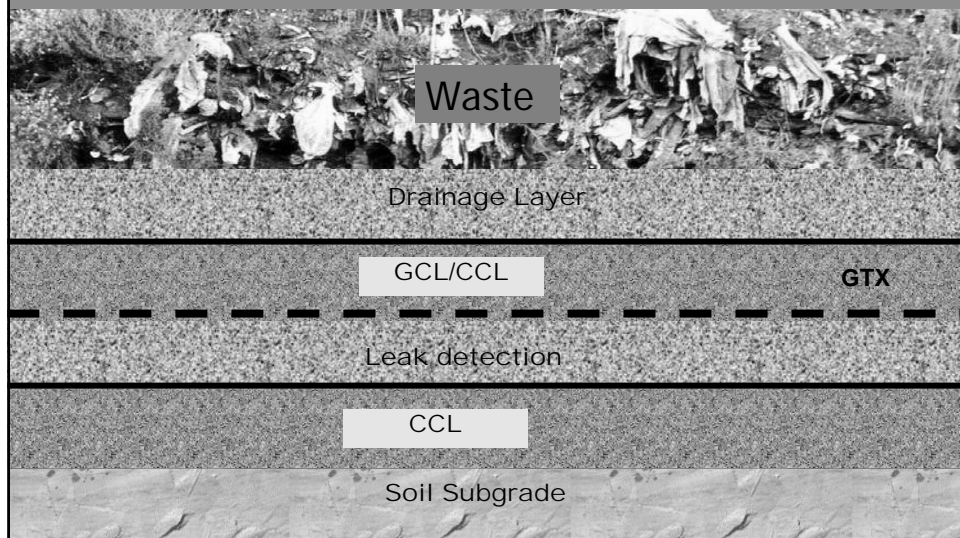 Waste
Drainage Layer
GCL/CCL
GTX
Leak detection
CCL
Soil Subgrade